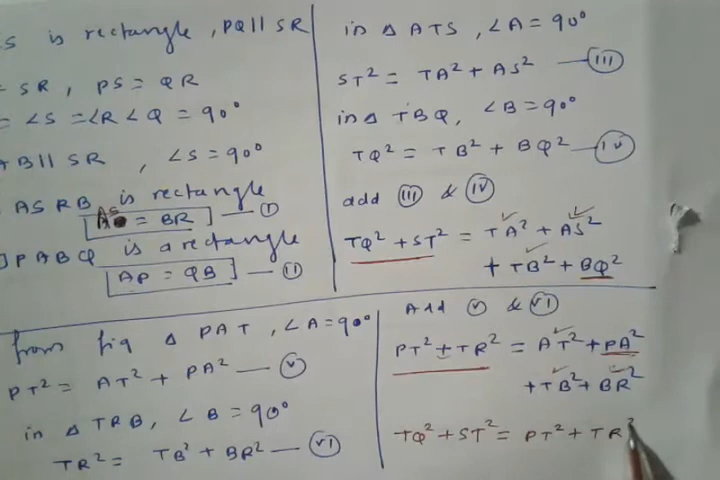 S is rectangle, PQ || SR
= SR, PS = QR
= ∠S = ∠R ∠Q = 90°
AB || SR, ∠S = 90°
ASRB is rectangle
AS = BR — (I)
PABQ is a rectangle
AP = QB — (II)
in Δ ATS, ∠A = 90°
ST² = TA² + AS² — (III)
in Δ TBQ, ∠B = 90°
TQ² = TB² + BQ² — (IV)
add (III) & (IV)
TQ² + ST² = TA² + AS²
+ TB² + BQ²
from fig Δ PAT, ∠A = 90°
PT² = AT² + PA² — (V)
in Δ TRB, ∠B = 90°
TR² = TB² + BR² — (VI)
Add (V) & (VI)
PT² + TR² = AT² + PA²
+ TB² + BR²
TQ² + ST² = PT² + TR²